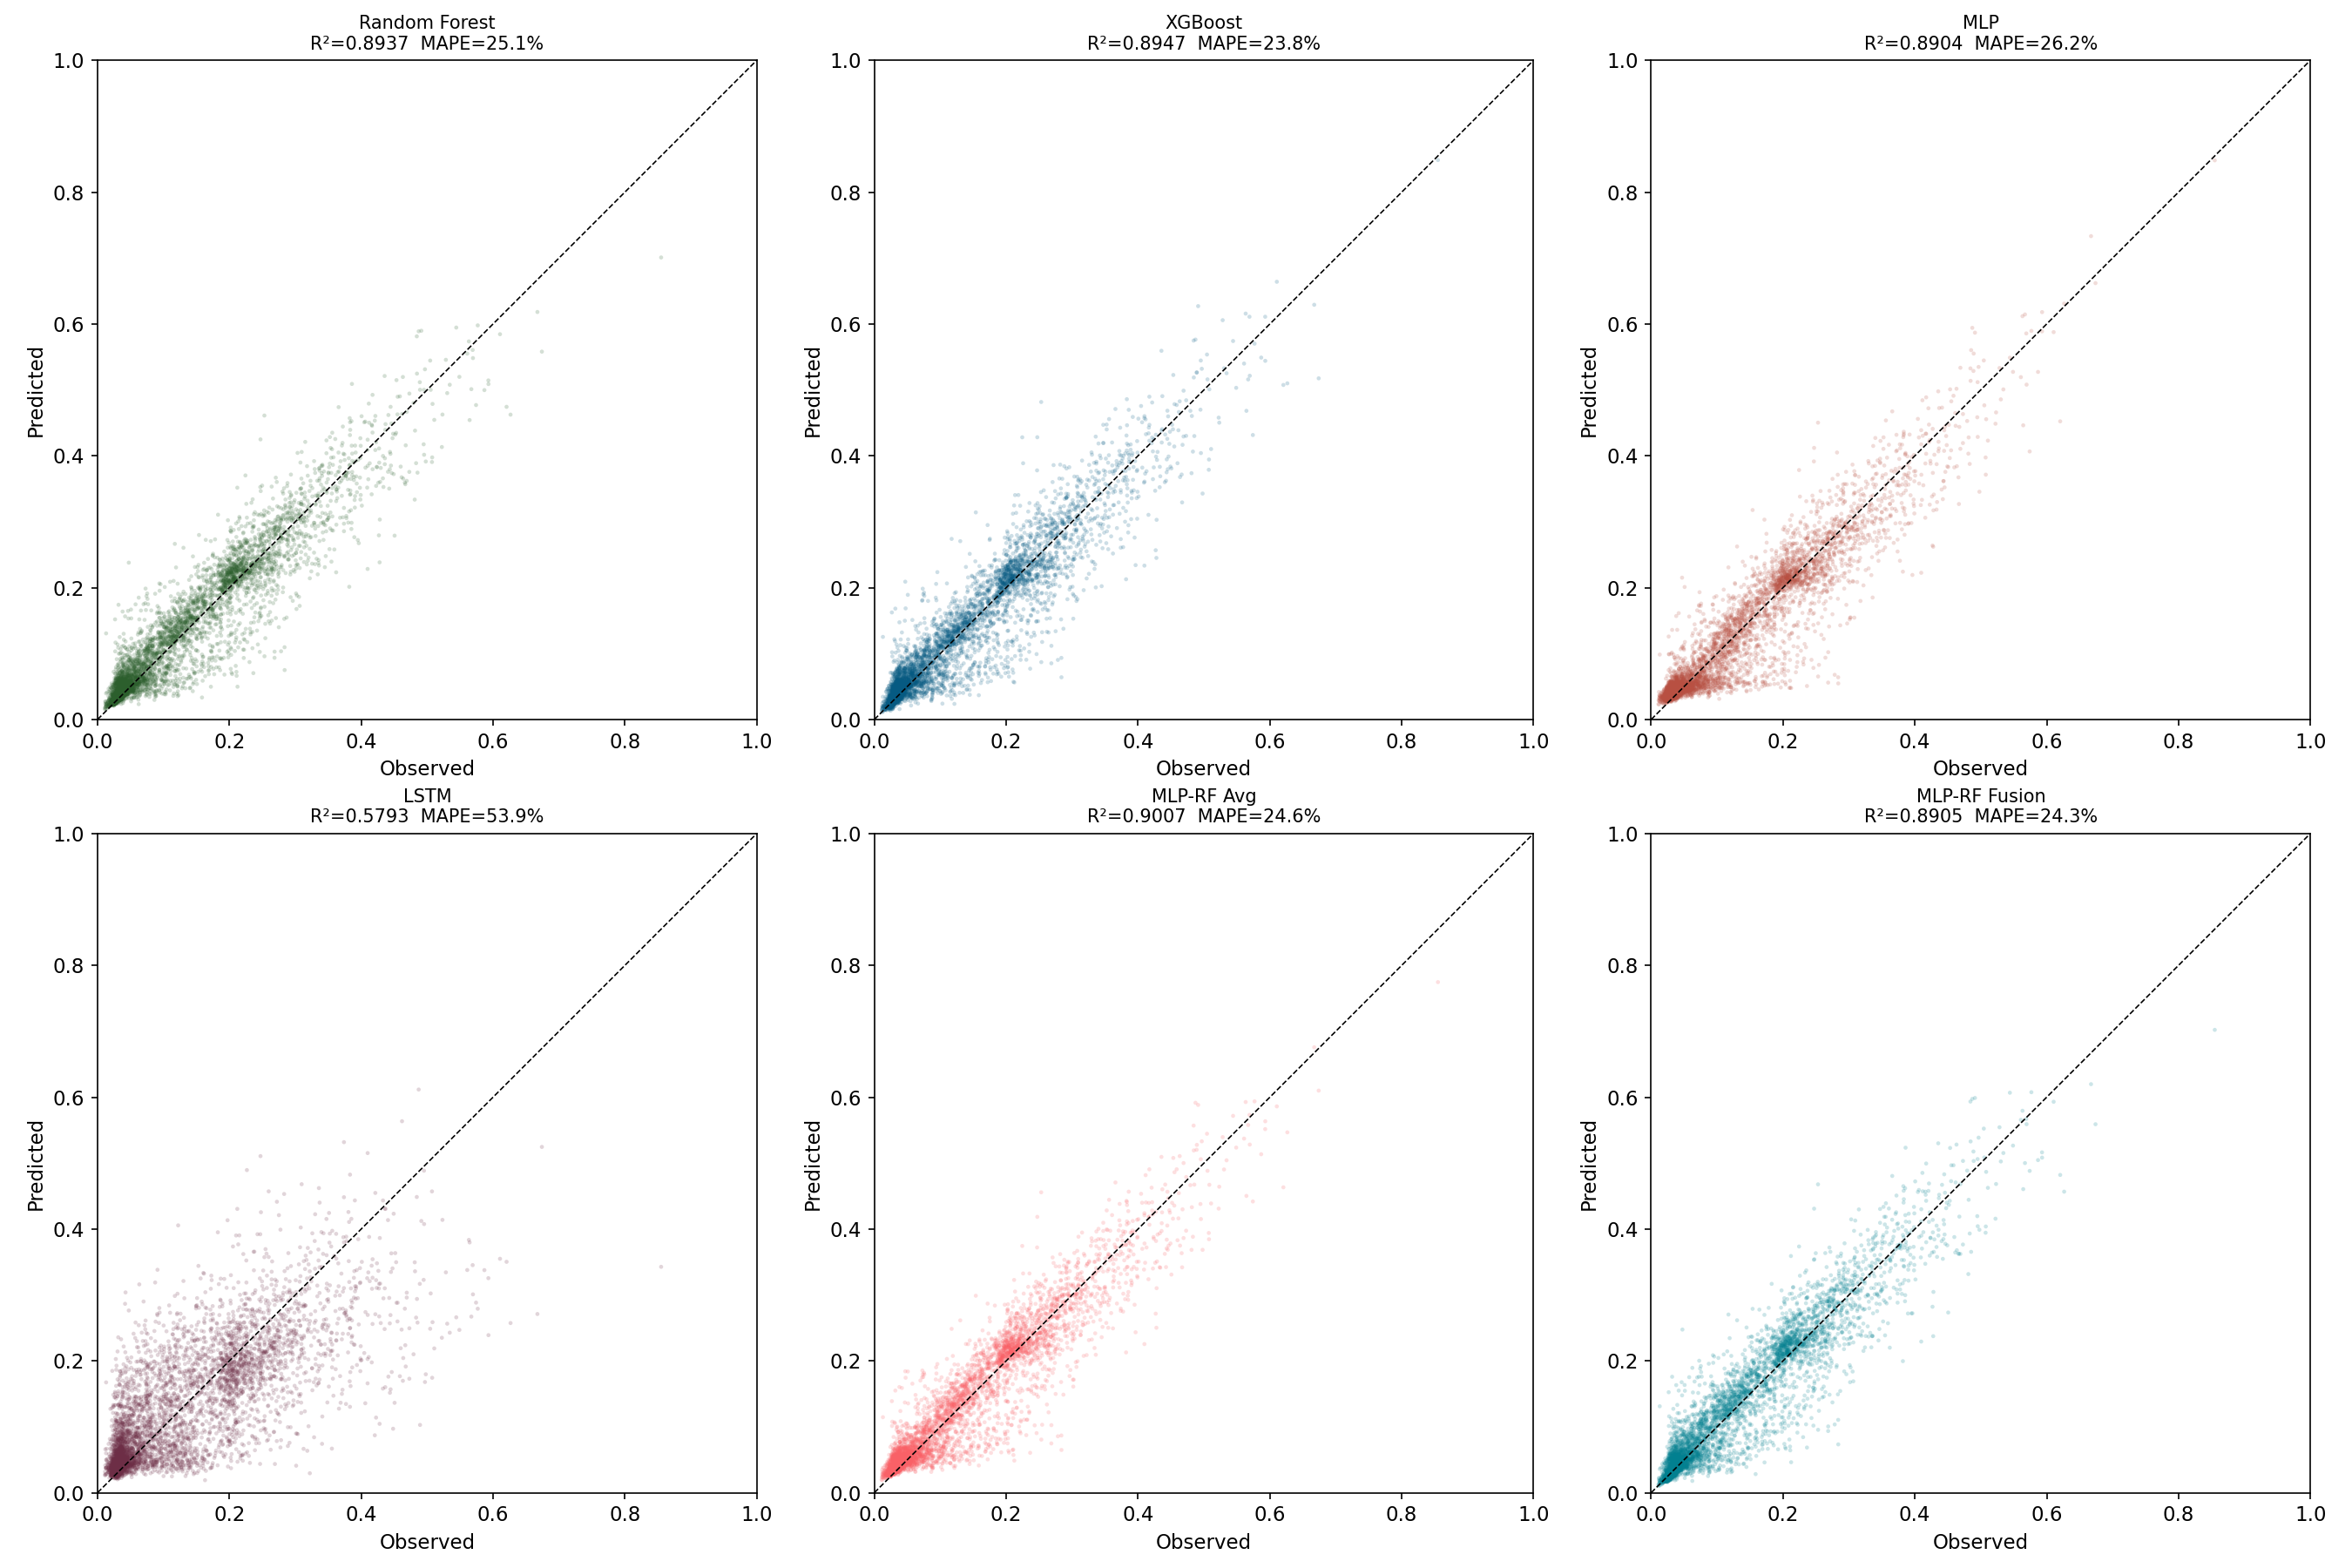 Random Forest
R²=0.8937  MAPE=25.1%
XGBoost
R²=0.8947  MAPE=23.8%
MLP
R²=0.8904  MAPE=26.2%
1.0
0.8
0.6
0.4
0.2
0.0
Predicted
0.0 0.2 0.4 0.6 0.8 1.0
Observed
1.0
0.8
0.6
0.4
0.2
0.0
Predicted
0.0 0.2 0.4 0.6 0.8 1.0
Observed
1.0
0.8
0.6
0.4
0.2
0.0
Predicted
0.0 0.2 0.4 0.6 0.8 1.0
Observed
LSTM
R²=0.5793  MAPE=53.9%
MLP-RF Avg
R²=0.9007  MAPE=24.6%
MLP-RF Fusion
R²=0.8905  MAPE=24.3%
1.0
0.8
0.6
0.4
0.2
0.0
Predicted
0.0 0.2 0.4 0.6 0.8 1.0
Observed
1.0
0.8
0.6
0.4
0.2
0.0
Predicted
0.0 0.2 0.4 0.6 0.8 1.0
Observed
1.0
0.8
0.6
0.4
0.2
0.0
Predicted
0.0 0.2 0.4 0.6 0.8 1.0
Observed